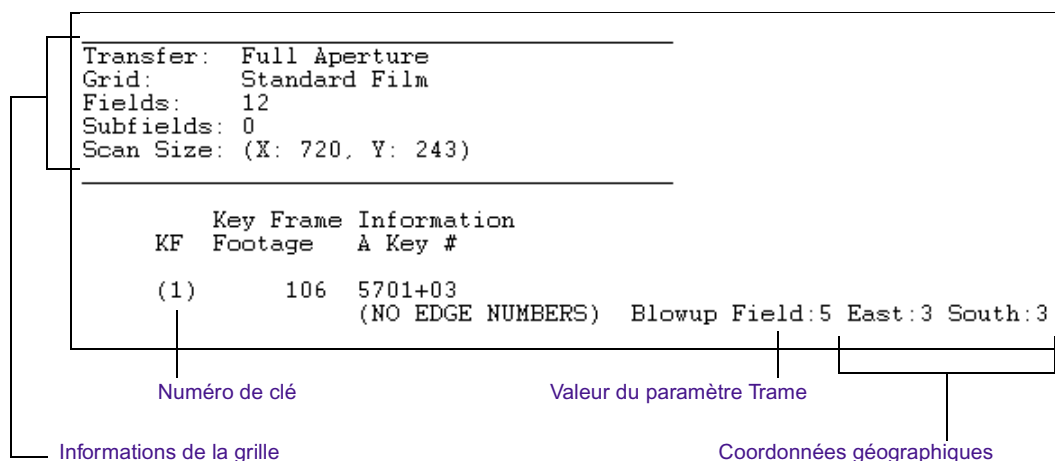 Transfer: Full Aperture
Grid: Standard Film
Fields: 12
Subfields: 0
Scan Size: (X: 720, Y: 243)
Key Frame Information
KF Footage A Key #
(1) 106 5701+03
(NO EDGE NUMBERS) Blowup Field:5 East:3 South:3
Numéro de clé
Valeur du paramètre Trame
Informations de la grille
Coordonnées géographiques